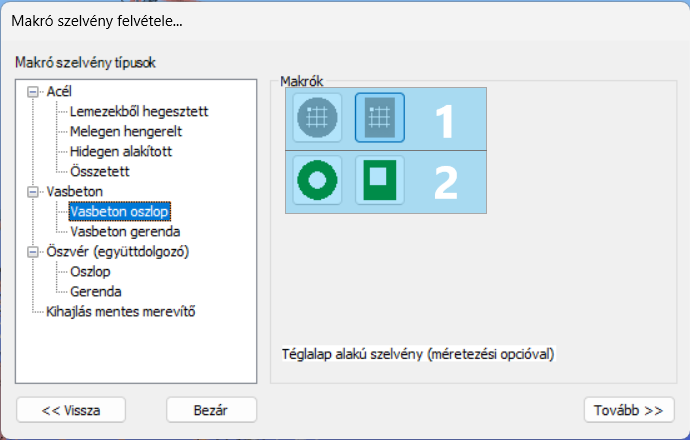 Makró szelvény felvétele...
Makró szelvény típusok
Acél
Lemezekből hegesztett
Melegen hengerelt
Hidegen alakított
Összetett
Vasbeton
Vasbeton oszlop
Vasbeton gerenda
Öszvér (együttdolgozó)
Oszlop
Gerenda
Kihajlás mentes merevítő
Makrók
1
2
Téglalap alakú szelvény (méretezési opcióval)
<< Vissza
Bezár
Tovább >>